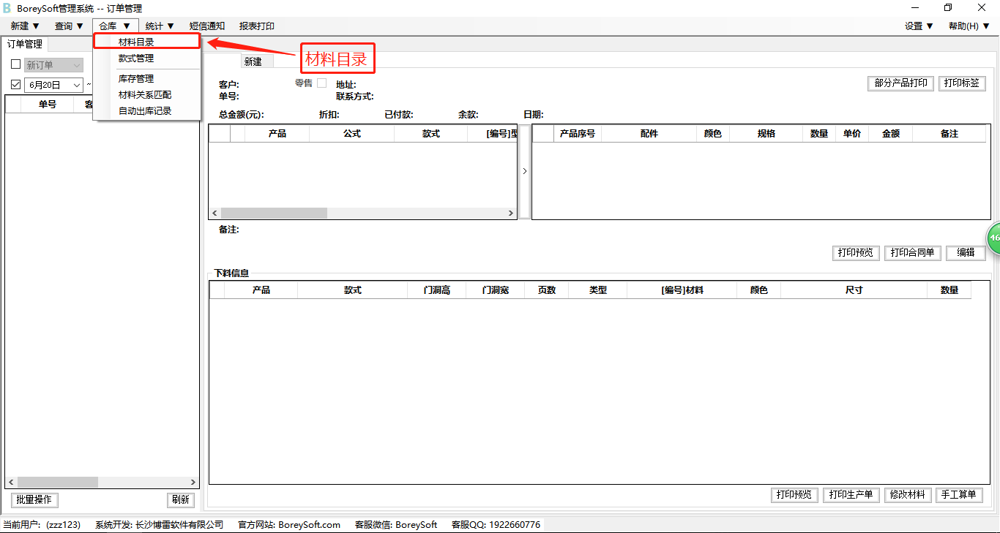 BoreySoft管理系统 -- 订单管理
新建 ▼ 查询 ▼ 仓库 ▼ 统计 ▼ 短信通知 报表打印 设置 ▼ 帮助(H) ▼
订单管理
材料目录
款式管理
库存管理
材料关系匹配
自动出库记录
材料目录
新订单
6月20日 ~
单号 客
新建
客户: 零售 地址: 部分产品打印 打印标签
单号: 联系方式:
总金额(元): 折扣: 已付款: 余款: 日期:
产品 公式 款式 [编号]型
产品序号 配件 颜色 规格 数量 单价 金额 备注
备注:
46
打印预览 打印合同单 编辑
下料信息
产品 款式 门洞高 门洞宽 页数 类型 [编号]材料 颜色 尺寸 数量
打印预览 打印生产单 修改材料 手工算单
批量操作 刷新
当前用户: (zzz123) 系统开发: 长沙博雷软件有限公司 官方网站: BoreySoft.com 客服微信: BoreySoft 客服QQ: 1922660776